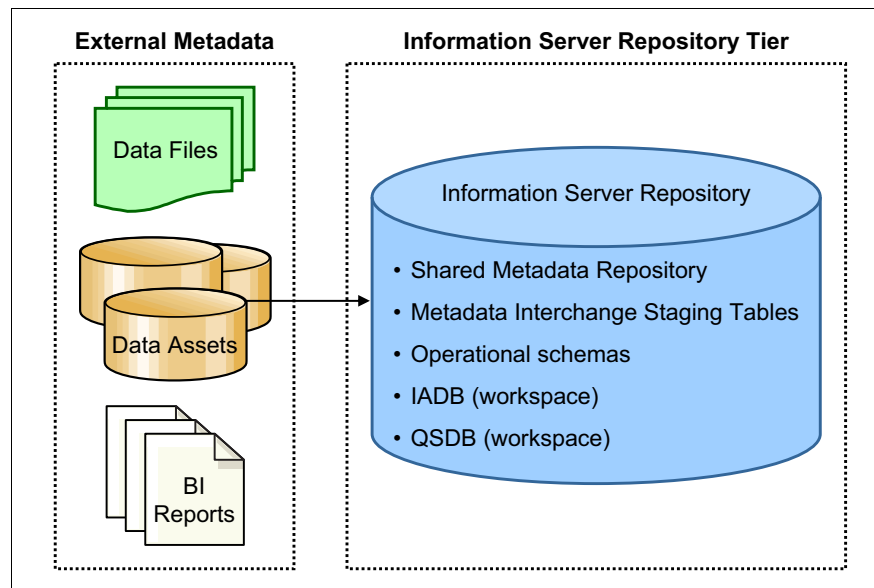 External Metadata
Data Files
Data Assets
BI
Reports
Information Server Repository Tier
Information Server Repository
• Shared Metadata Repository
• Metadata Interchange Staging Tables
• Operational schemas
• IADB (workspace)
• QSDB (workspace)